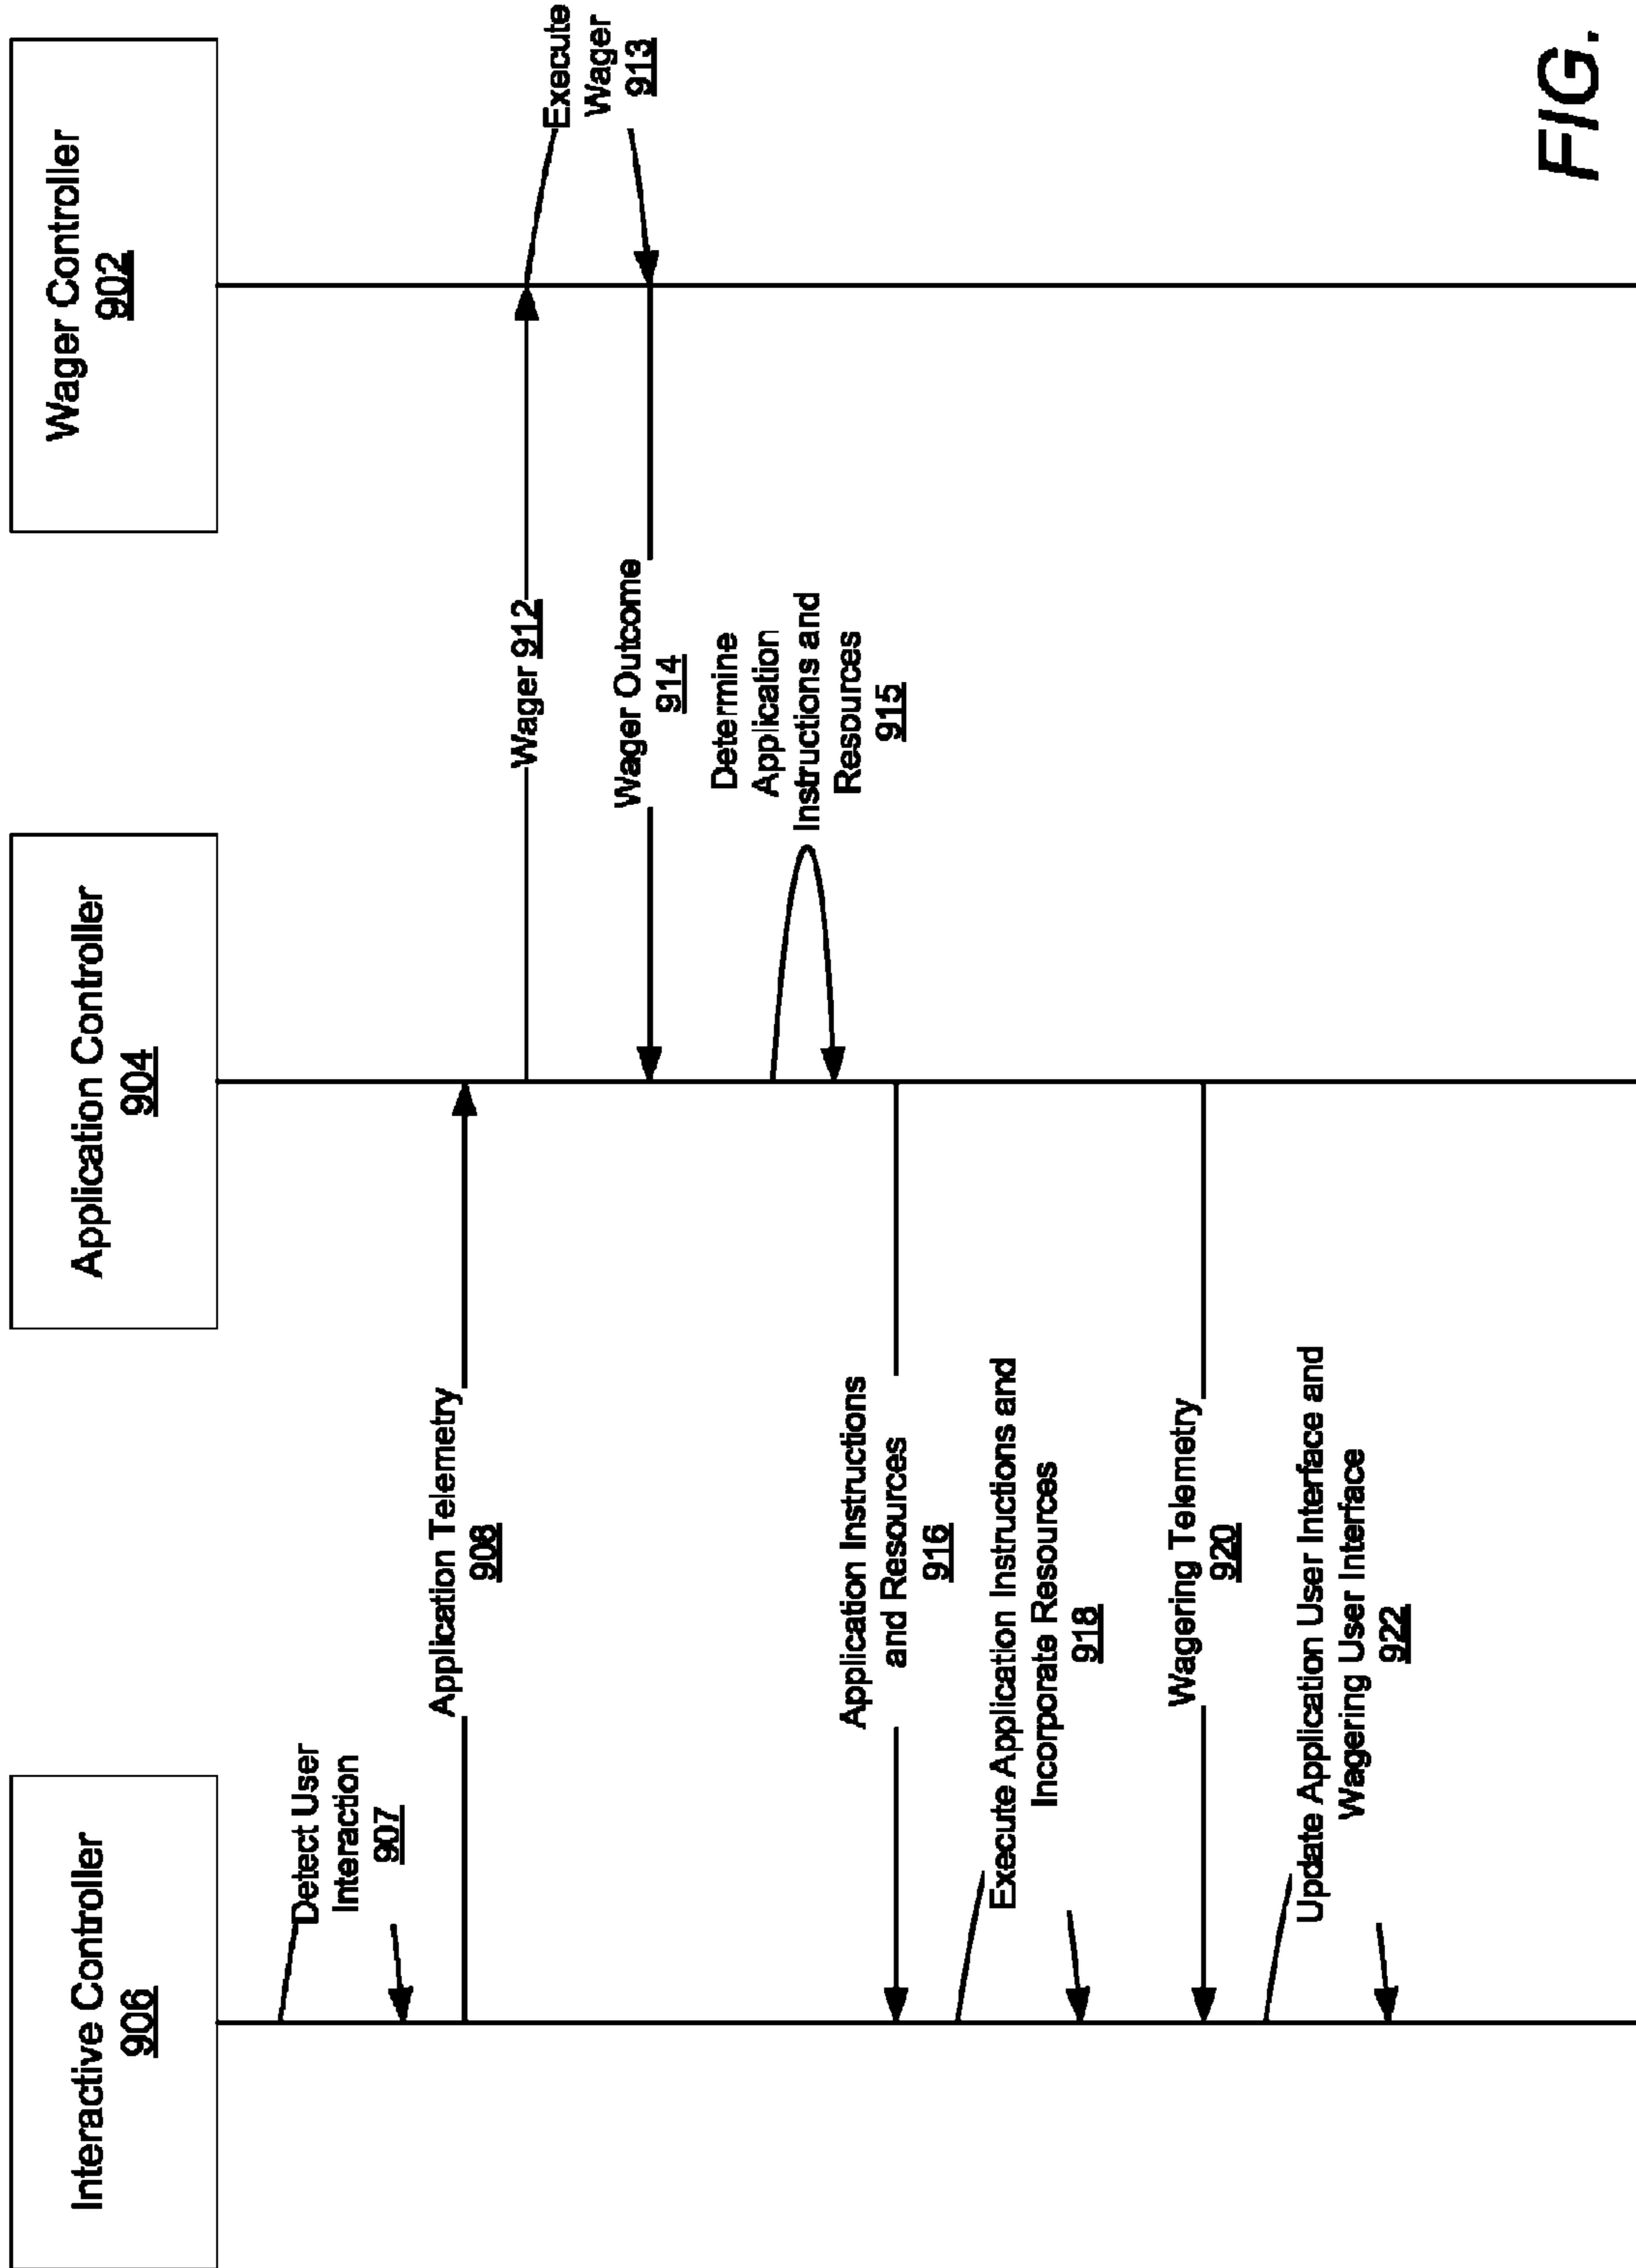 Interactive Controller
906
Application Controller
904
Wager Controller
902
Detect User
Interaction
907
Application Telemetry
908
Wager 912
Execute
Wager
913
Wager Outcome
914
Determine
Application
Instructions and
Resources
915
Application Instructions
and Resources
916
Execute Application Instructions and
Incorporate Resources
918
Wagering Telemetry
920
Update Application User Interface and
Wagering User Interface
922
FIG.